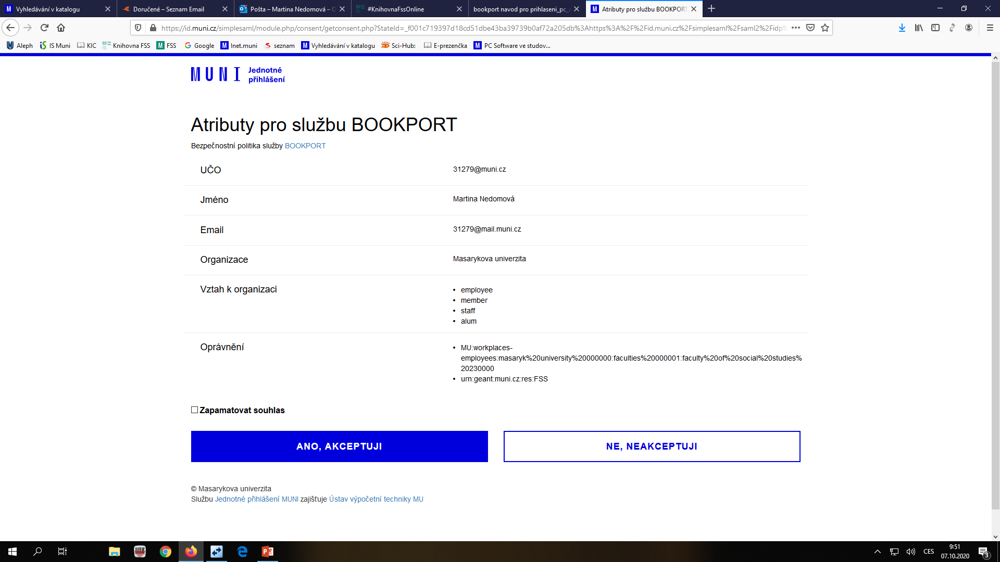 Vyhledávání v katalogu
Doručené – Seznam Email
Pošta – Martina Nedomová – O
#KnihovnaFssOnline
bookport navod pro prihlaseni_pc_
Atributy pro službu BOOKPORT
https://id.muni.cz/simplesaml/module.php/consent/getconsent.php?StateId=_f001c719397d18cd51dbe43ba39739b0af72a205db%3Ahttps%3A%2F%2Fid.muni.cz%2Fsimplesaml%2Fsaml2%2Fidp%
Aleph
IS Muni
KIC
Knihovna FSS
FSS
Google
Inet.muni
seznam
Vyhledávání v katalogu
Sci-Hub:
E-prezenčka
PC Software ve studov...
MUNI Jednotné
přihlášení
Atributy pro službu BOOKPORT
Bezpečnostní politika služby BOOKPORT
UČO
31279@muni.cz
Jméno
Martina Nedomová
Email
31279@mail.muni.cz
Organizace
Masarykova univerzita
Vztah k organizaci
• employee
• member
• staff
• alum
Oprávnění
• MU:workplaces-
employees:masaryk%20university%20000000:faculties%20000001:faculty%20of%20social%20studies%
20230000
• urn:geant:muni.cz:res:FSS
Zapamatovat souhlas
ANO, AKCEPTUJI
NE, NEAKCEPTUJI
© Masarykova univerzita
Službu Jednotné přihlášení MUNI zajišťuje Ústav výpočetní techniky MU
CES
9:51
07.10.2020
3